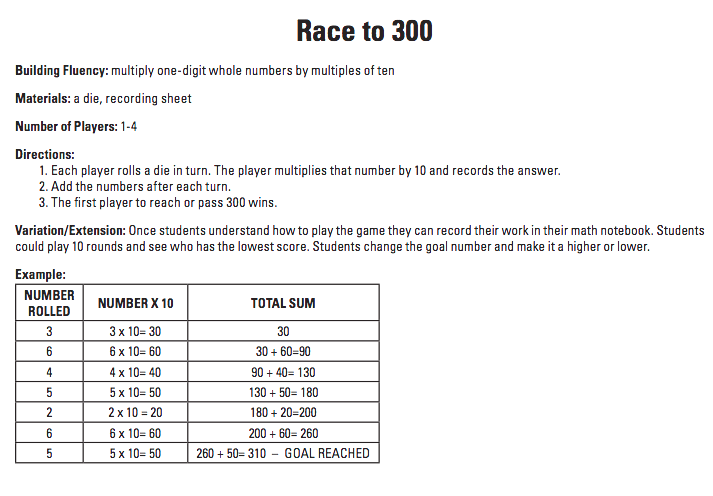 Race to 300
Building Fluency: multiply one-digit whole numbers by multiples of ten
Materials: a die, recording sheet
Number of Players: 1-4
Directions:
1. Each player rolls a die in turn. The player multiplies that number by 10 and records the answer.
2. Add the numbers after each turn.
3. The first player to reach or pass 300 wins.
Variation/Extension: Once students understand how to play the game they can record their work in their math notebook. Students
could play 10 rounds and see who has the lowest score. Students change the goal number and make it a higher or lower.
Example:
NUMBER ROLLED NUMBER X 10 TOTAL SUM
3 3 x 10= 30 30
6 6 x 10= 60 30 + 60=90
4 4 x 10= 40 90 + 40= 130
5 5 x 10= 50 130 + 50= 180
2 2 x 10 = 20 180 + 20=200
6 6 x 10= 60 200 + 60= 260
5 5 x 10= 50 260 + 50= 310 – GOAL REACHED